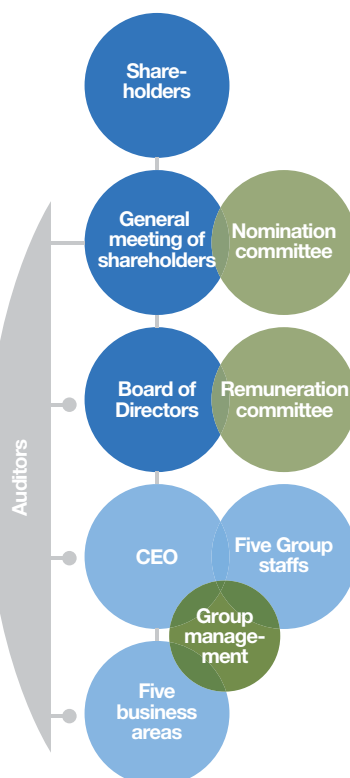 Share-
holders
General
meeting of
shareholders
Nomination
committee
Board of
Directors
Remuneration
committee
Auditors
CEO
Five Group
staffs
Group
manage-
ment
Five
business
areas